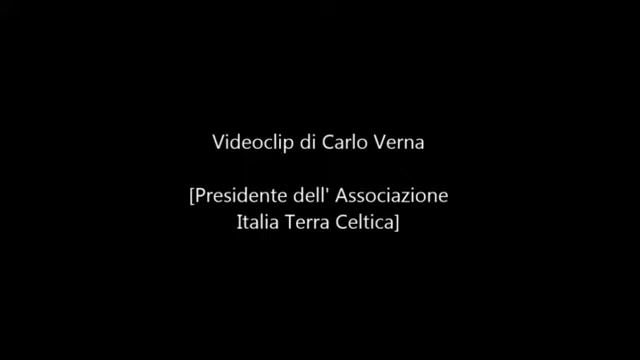 Videoclip di Carlo Verna
[Presidente dell' Associazione
Italia Terra Celtica]